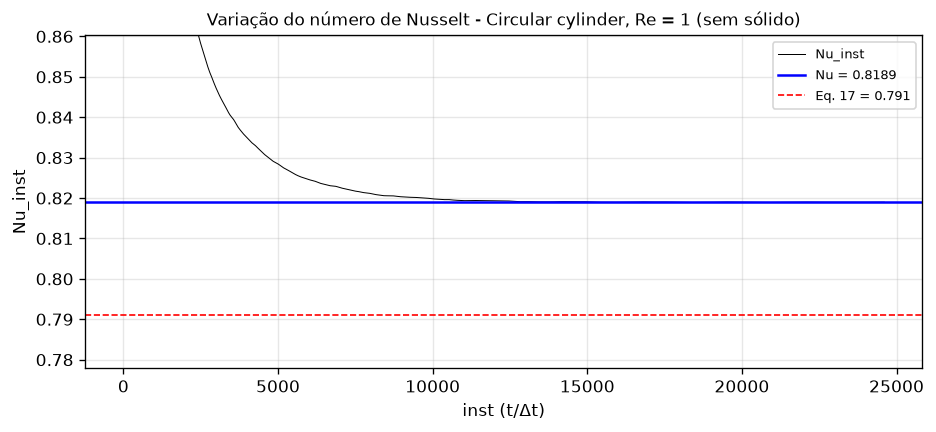 Variação do número de Nusselt - Circular cylinder, Re = 1 (sem sólido)
Nu_inst
Nu = 0.8189
Eq. 17 = 0.791
0.86
0.85
0.84
0.83
0.82
0.81
0.80
0.79
0.78
Nu_inst
0
5000
10000
15000
20000
25000
inst (t/Δt)